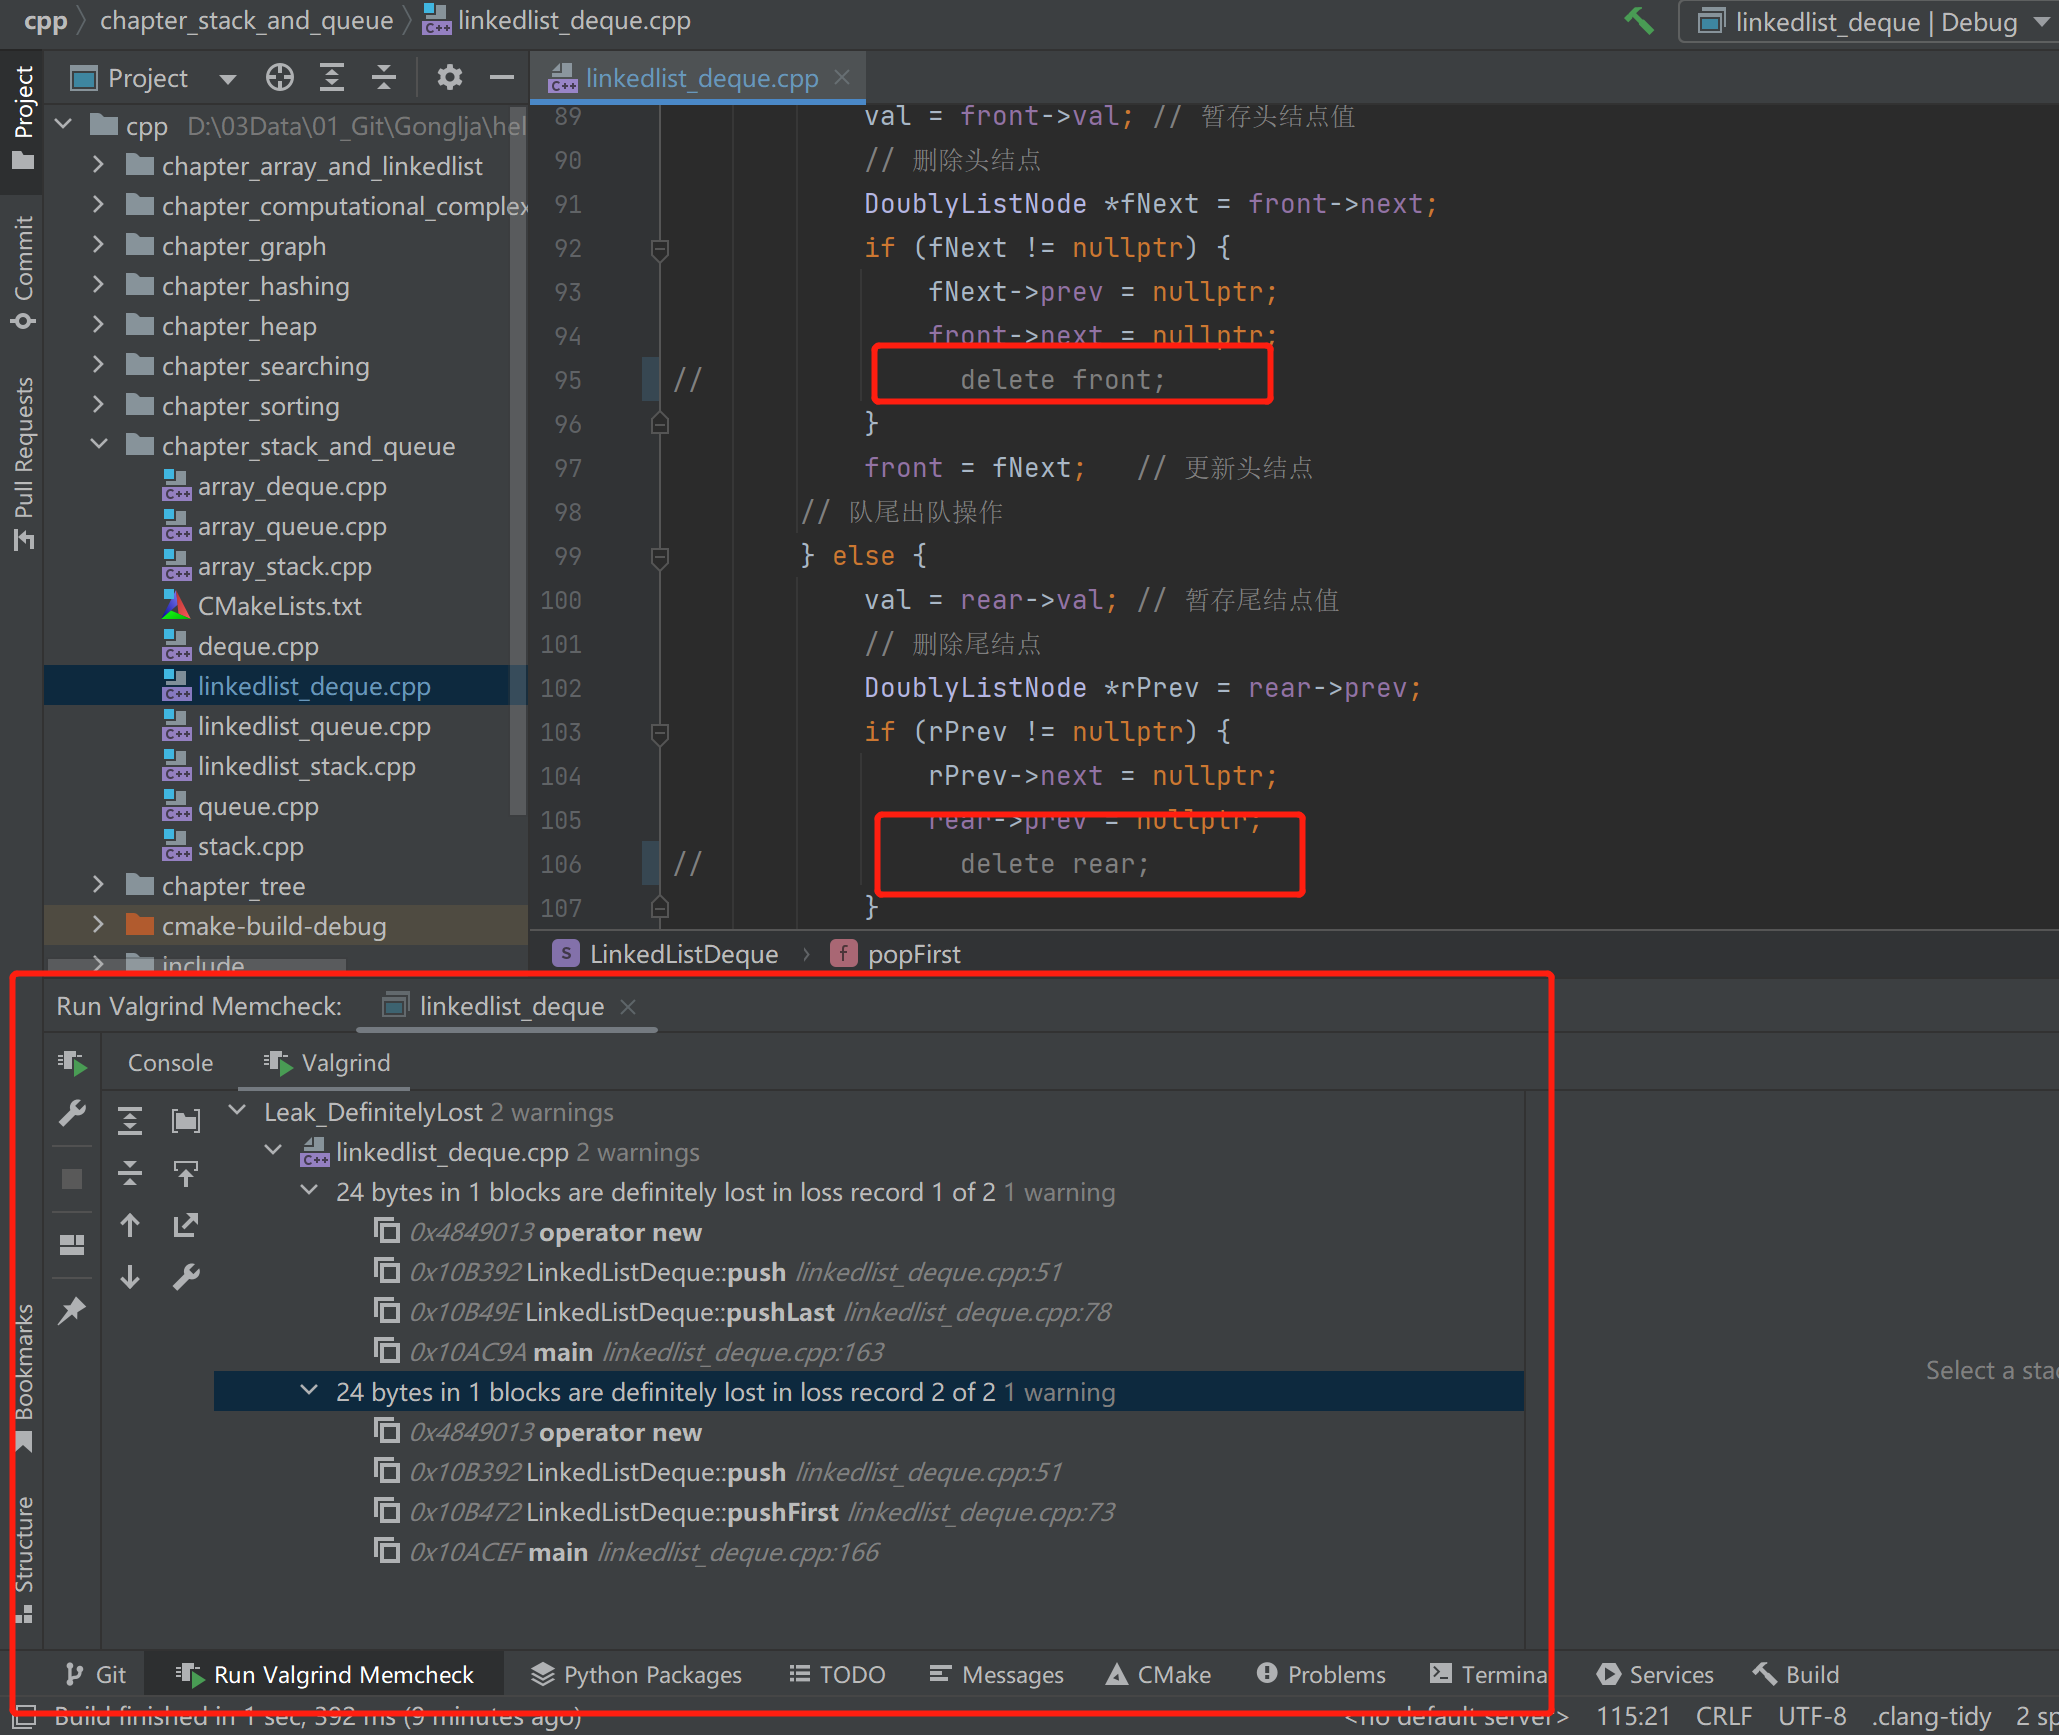 cpp chapter_stack_and_queue linkedlist_deque.cpp linkedlist_deque | Debug
Project linkedlist_deque.cpp
Project
Commit
Pull Requests
Bookmarks
Structure
cpp D:\03Data\01_Git\Gonglja\hel
chapter_array_and_linkedlist
chapter_computational_complex
chapter_graph
chapter_hashing
chapter_heap
chapter_searching
chapter_sorting
chapter_stack_and_queue
array_deque.cpp
array_queue.cpp
array_stack.cpp
CMakeLists.txt
deque.cpp
linkedlist_deque.cpp
linkedlist_queue.cpp
linkedlist_stack.cpp
queue.cpp
stack.cpp
chapter_tree
cmake-build-debug
include
89 val = front->val; // 暂存头结点值
90 // 删除头结点
91 DoublyListNode *fNext = front->next;
92 if (fNext != nullptr) {
93 fNext->prev = nullptr;
94 front->next = nullptr;
95 // delete front;
96 }
97 front = fNext; // 更新头结点
98 // 队尾出队操作
99 } else {
100 val = rear->val; // 暂存尾结点值
101 // 删除尾结点
102 DoublyListNode *rPrev = rear->prev;
103 if (rPrev != nullptr) {
104 rPrev->next = nullptr;
105 rear->prev = nullptr;
106 // delete rear;
107 }
S LinkedListDeque f popFirst
Run Valgrind Memcheck: linkedlist_deque
Console Valgrind
Leak_DefinitelyLost 2 warnings
linkedlist_deque.cpp 2 warnings
24 bytes in 1 blocks are definitely lost in loss record 1 of 2 1 warning
0x4849013 operator new
0x10B392 LinkedListDeque::push linkedlist_deque.cpp:51
0x10B49E LinkedListDeque::pushLast linkedlist_deque.cpp:78
0x10AC9A main linkedlist_deque.cpp:163
24 bytes in 1 blocks are definitely lost in loss record 2 of 2 1 warning
0x4849013 operator new
0x10B392 LinkedListDeque::push linkedlist_deque.cpp:51
0x10B472 LinkedListDeque::pushFirst linkedlist_deque.cpp:73
0x10ACEF main linkedlist_deque.cpp:166
Select a stac
Git Run Valgrind Memcheck Python Packages TODO Messages CMake Problems Termina Services Build
Build finished in 1 sec, 392 ms (9 minutes ago) <no default server> 115:21 CRLF UTF-8 .clang-tidy 2 sp